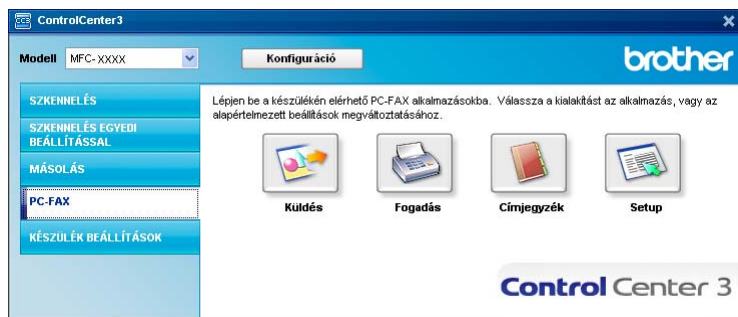 CC3 ControlCenter3
Modell MFC-XXXX Konfiguráció brother
SZKENNELÉS
SZKENNELÉS EGYEDI
BEÁLLÍTÁSSAL
MÁSOLÁS
PC-FAX
KÉSZÜLÉK BEÁLLÍTÁSOK
Lépjen be a készülékén elérhető PC-FAX alkalmazásokba. Válassza a kialakítást az alkalmazás, vagy az
alapértelmezett beállítások megváltoztatásához.
Küldés Fogadás Címjegyzék Setup
Control Center 3